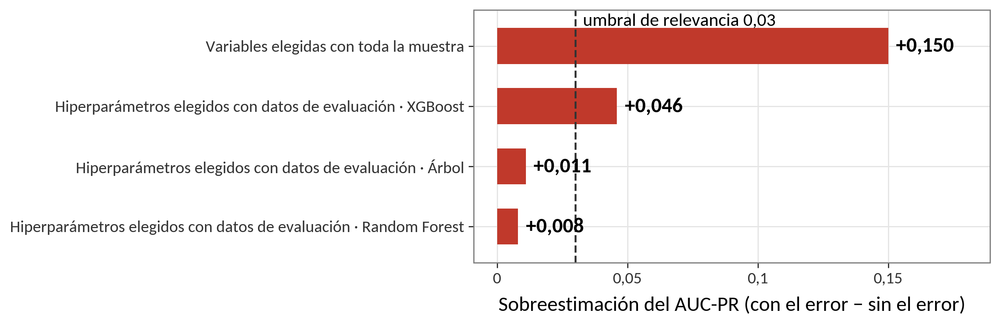 umbral de relevancia 0,03
Variables elegidas con toda la muestra
+0,150
Hiperparámetros elegidos con datos de evaluación · XGBoost
+0,046
Hiperparámetros elegidos con datos de evaluación · Árbol
+0,011
Hiperparámetros elegidos con datos de evaluación · Random Forest
+0,008
0 0,05 0,1 0,15
Sobreestimación del AUC-PR (con el error − sin el error)